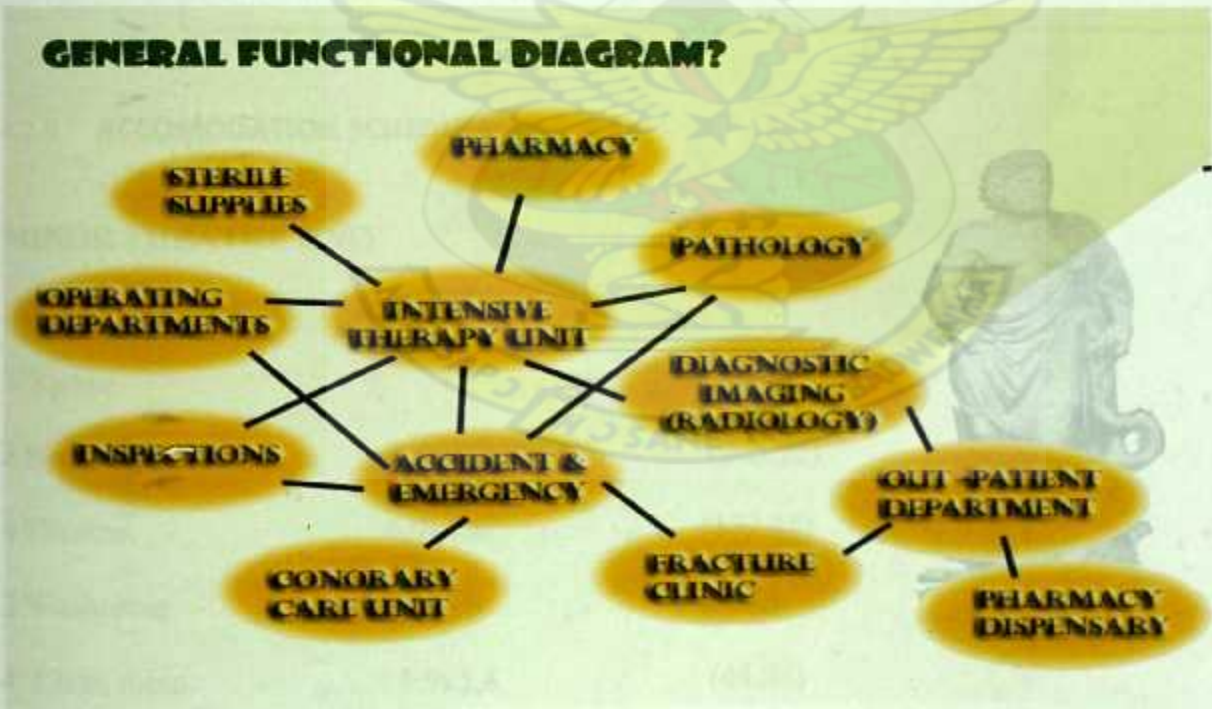 GENERAL FUNCTIONAL DIAGRAM?
PHARMACY
STERILE
SUPPLIES
PATHOLOGY
OPERATING
DEPARTMENTS
INTENSIVE
THERAPY UNIT
DIAGNOSTIC
IMAGING
(RADIOLOGY)
INSPECTIONS
ACCIDENT &
EMERGENCY
OUT -PATIENT
DEPARTMENT
CONORARY
CARE UNIT
FRACTURE
CLINIC
PHARMACY
DISPENSARY